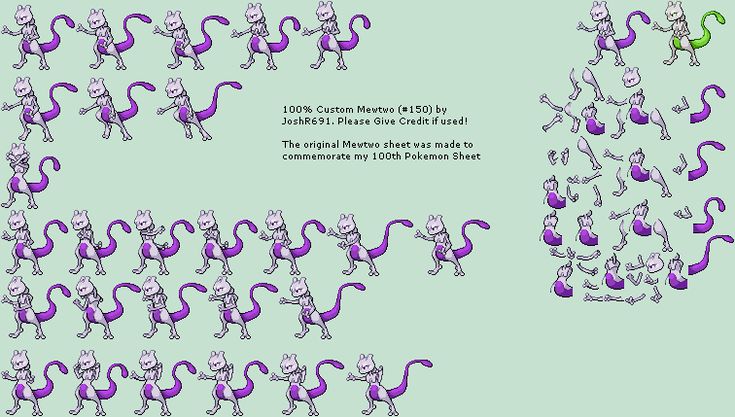 100% Custom Mewtwo (#150) by
JoshR691. Please Give Credit if used!
The original Mewtwo sheet was made to
commemorate my 100th Pokemon Sheet